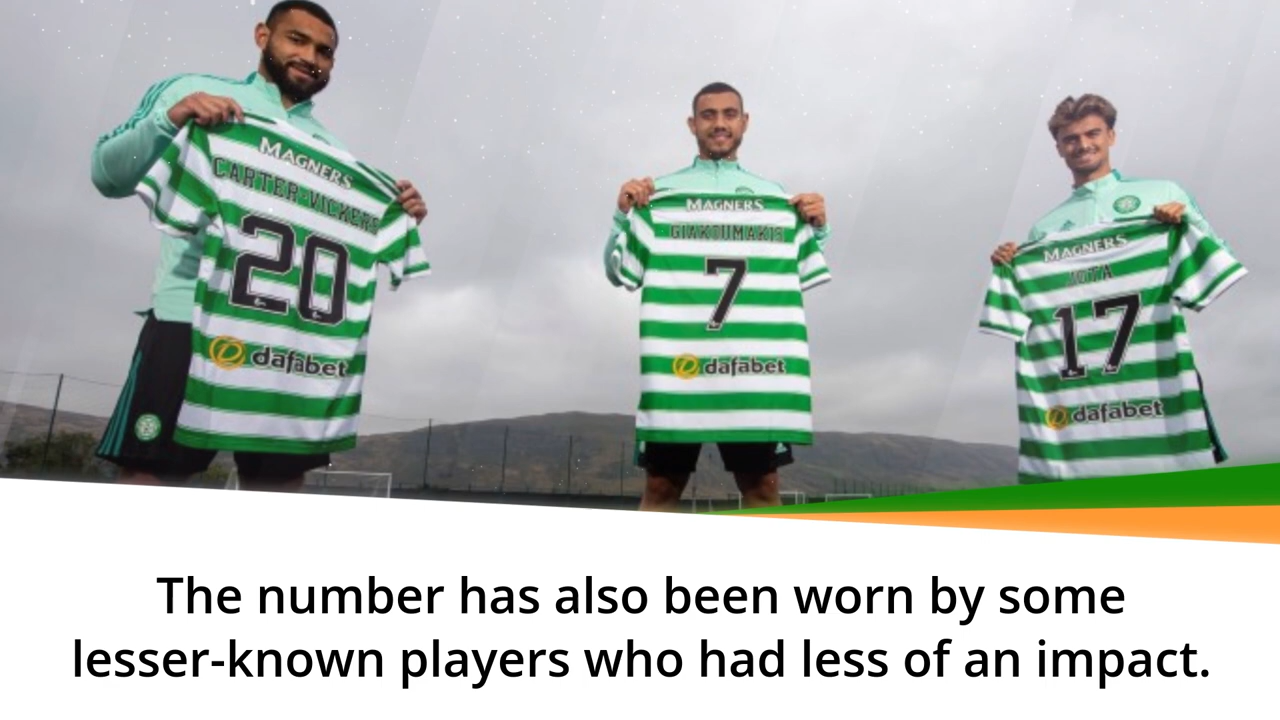 MAGNERS
CARTER-VICKERS
20
dafabet
MAGNERS
GIAKOUMAKIS
7
dafabet
MAGNERS
JOTA
17
dafabet
The number has also been worn by some
lesser-known players who had less of an impact.